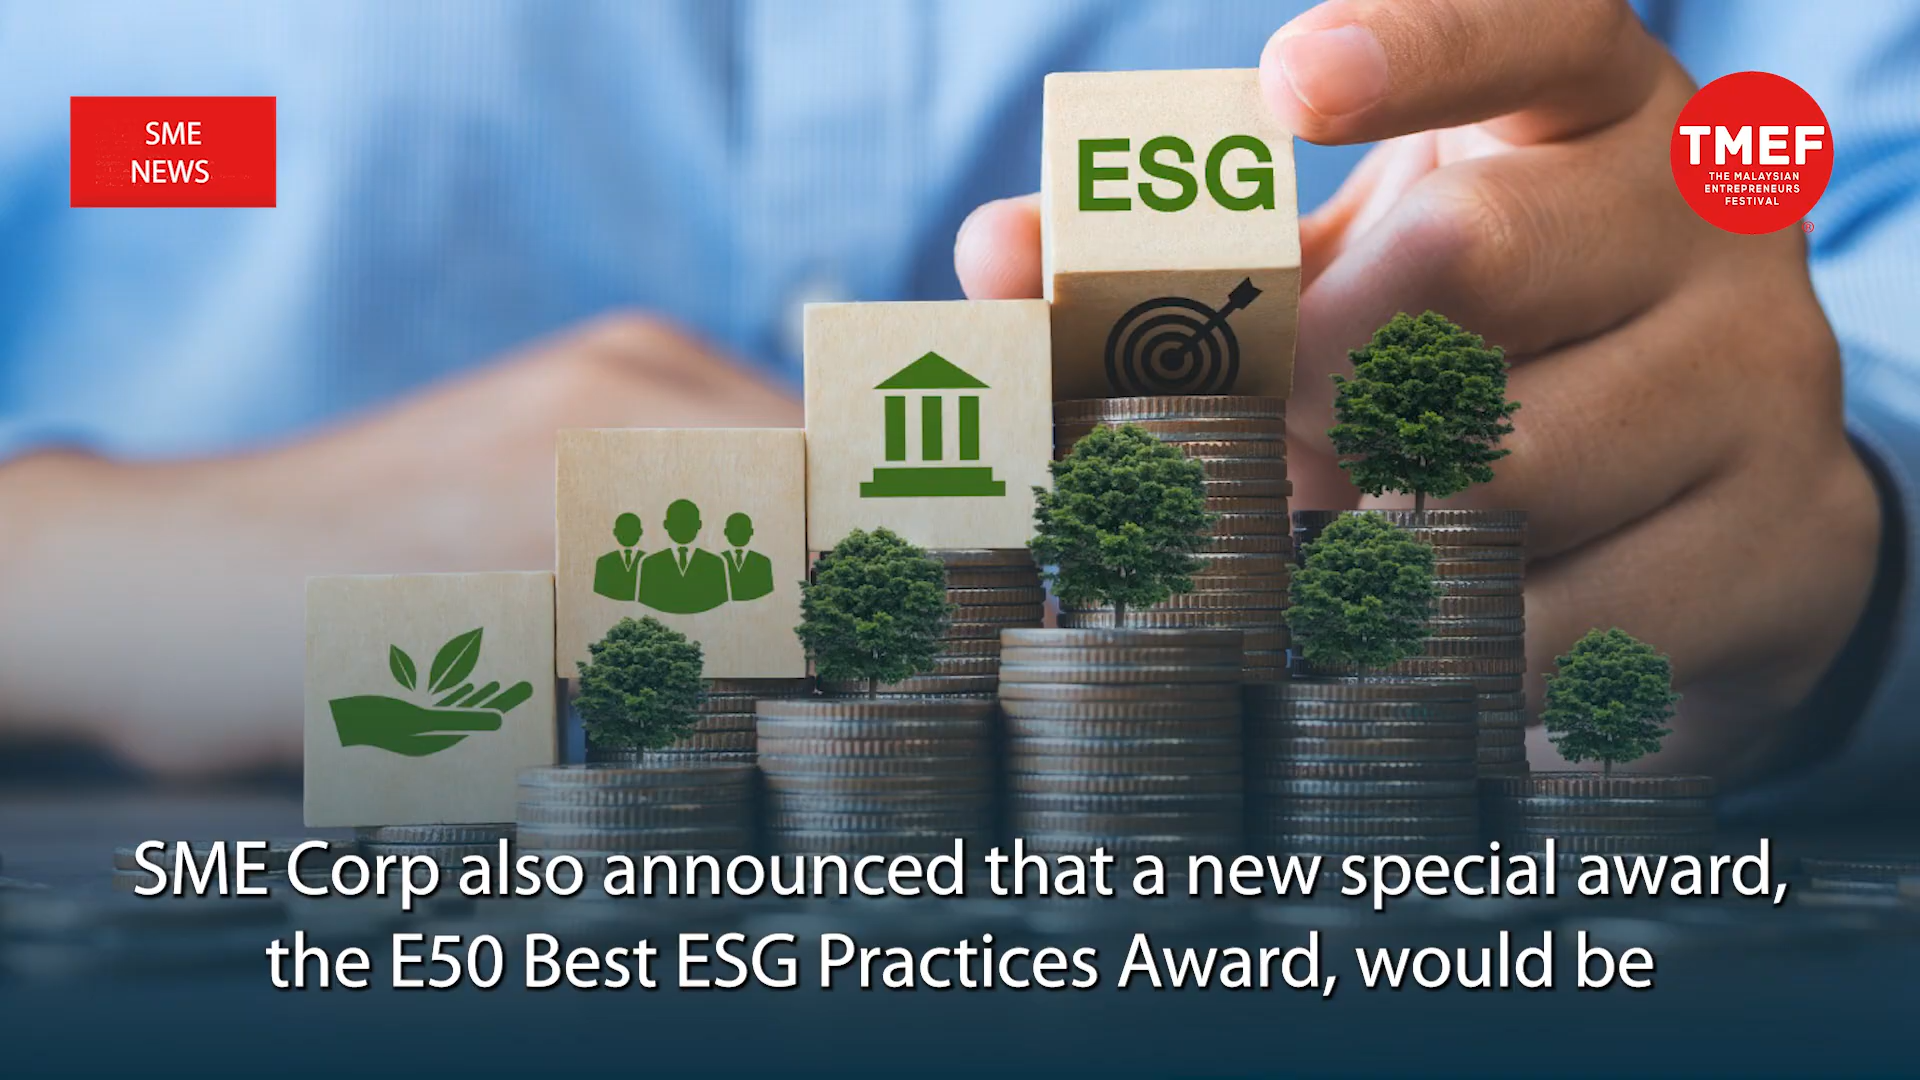 SME
NEWS
ESG
TMEF
THE MALAYSIAN
ENTREPRENEURS
FESTIVAL
®
SME Corp also announced that a new special award,
the E50 Best ESG Practices Award, would be